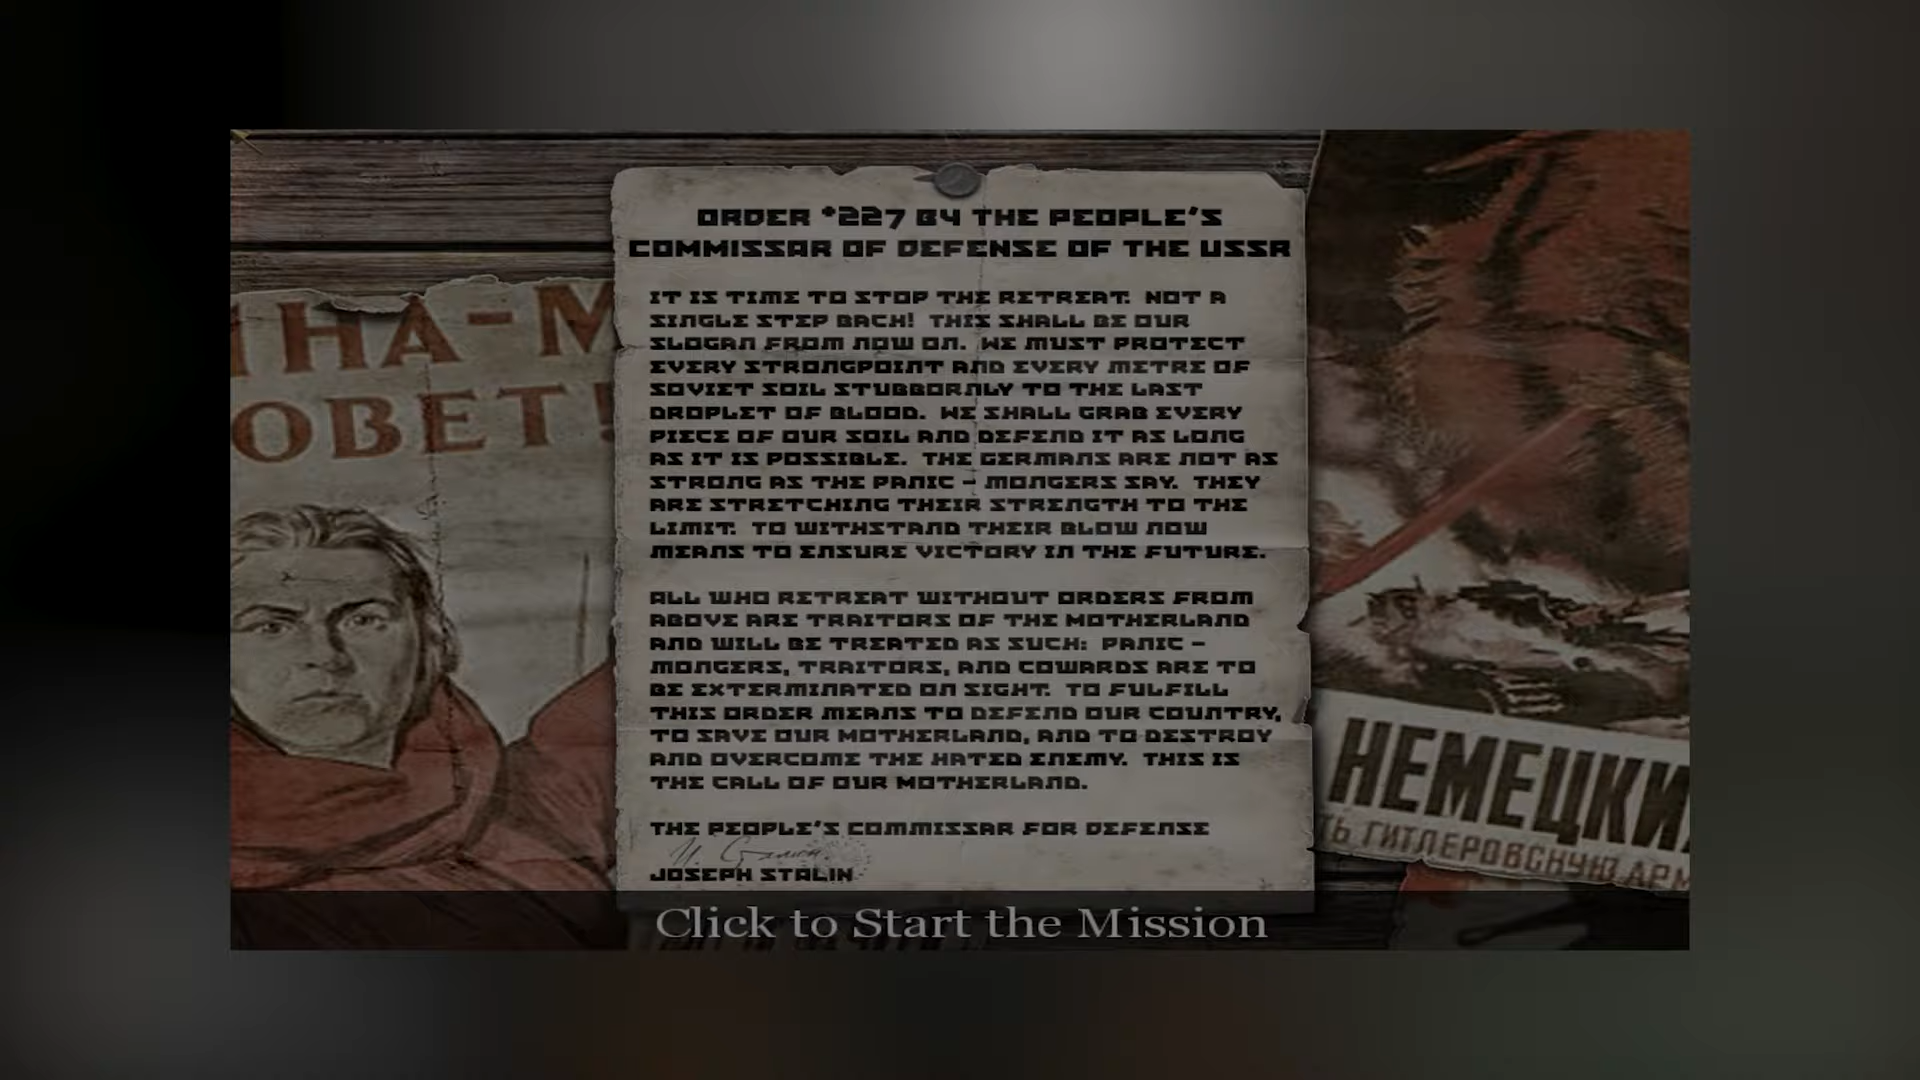 ORDER *227 BY THE PEOPLE'S
COMMISSAR OF DEFENSE OF THE USSR
IT IS TIME TO STOP THE RETREAT. NOT A
SINGLE STEP BACK! THIS SHALL BE OUR
SLOGAN FROM NOW ON. WE MUST PROTECT
EVERY STRONGPOINT AND EVERY METRE OF
SOVIET SOIL STUBBORNLY TO THE LAST
DROPLET OF BLOOD. WE SHALL GRAB EVERY
PIECE OF OUR SOIL AND DEFEND IT AS LONG
AS IT IS POSSIBLE. THE GERMANS ARE NOT AS
STRONG AS THE PANIC - MONGERS SAY. THEY
ARE STRETCHING THEIR STRENGTH TO THE
LIMIT. TO WITHSTAND THEIR BLOW NOW
MEANS TO ENSURE VICTORY IN THE FUTURE.
ALL WHO RETREAT WITHOUT ORDERS FROM
ABOVE ARE TRAITORS OF THE MOTHERLAND
AND WILL BE TREATED AS SUCH: PANIC -
MONGERS, TRAITORS, AND COWARDS ARE TO
BE EXTERMINATED ON SIGHT. TO FULFILL
THIS ORDER MEANS TO DEFEND OUR COUNTRY,
TO SAVE OUR MOTHERLAND, AND TO DESTROY
AND OVERCOME THE HATED ENEMY. THIS IS
THE CALL OF OUR MOTHERLAND.
THE PEOPLE'S COMMISSAR FOR DEFENSE
И. Сталин
JOSEPH STALIN
Click to Start the Mission
ИНА-М
ОВЕТ!
НЕМЕЦКИ
ТЬ ГИТЛЕРОВСКУЮ АРМ